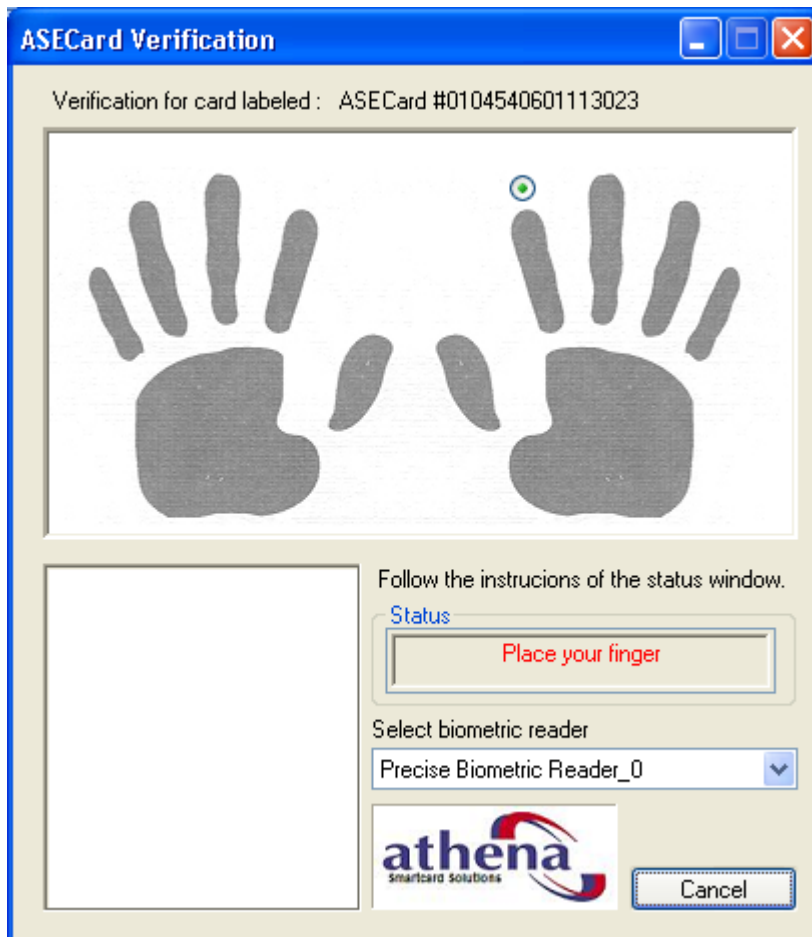 ASECard Verification
Verification for card labeled : ASECard #0104540601113023
Follow the instrucions of the status window.
Status
Place your finger
Select biometric reader
Precise Biometric Reader_0
athena
Smartcard Solutions
Cancel